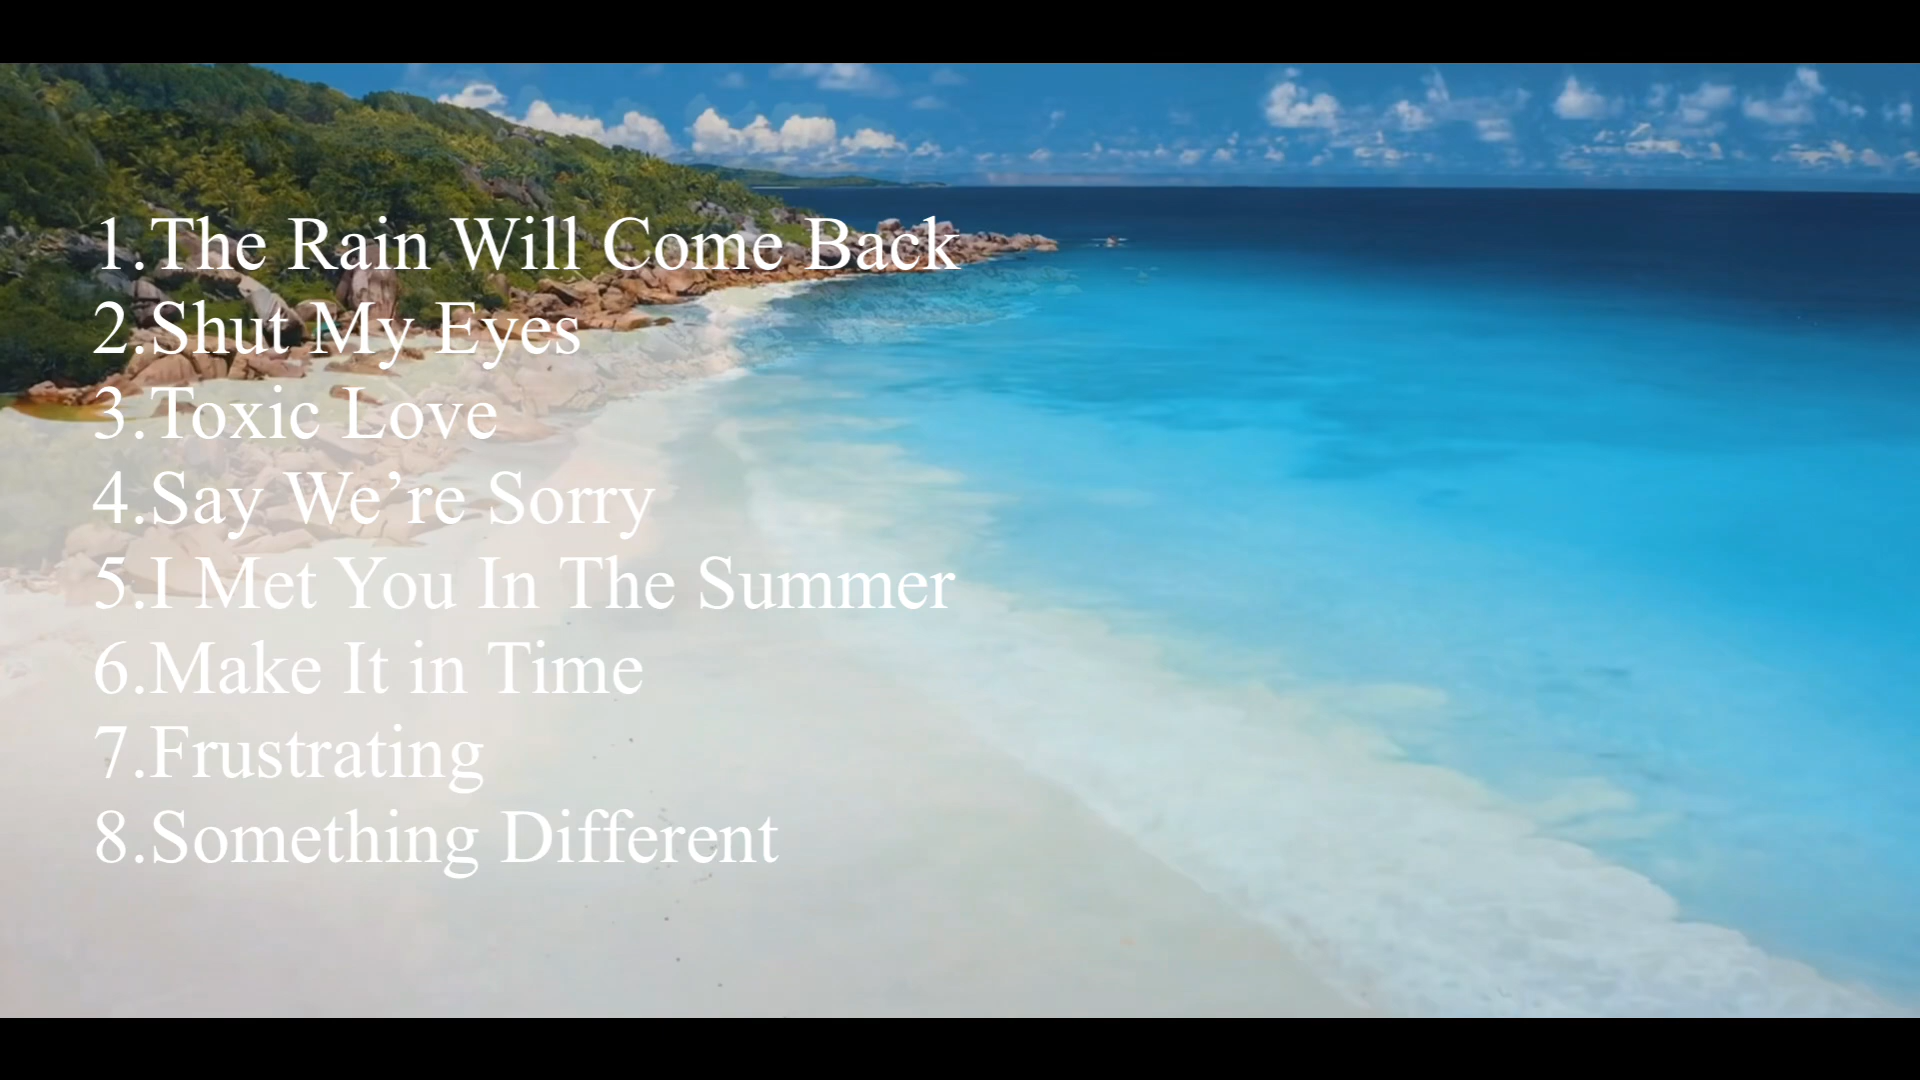 1.The Rain Will Come Back
2.Shut My Eyes
3.Toxic Love
4.Say We’re Sorry
5.I Met You In The Summer
6.Make It in Time
7.Frustrating
8.Something Different